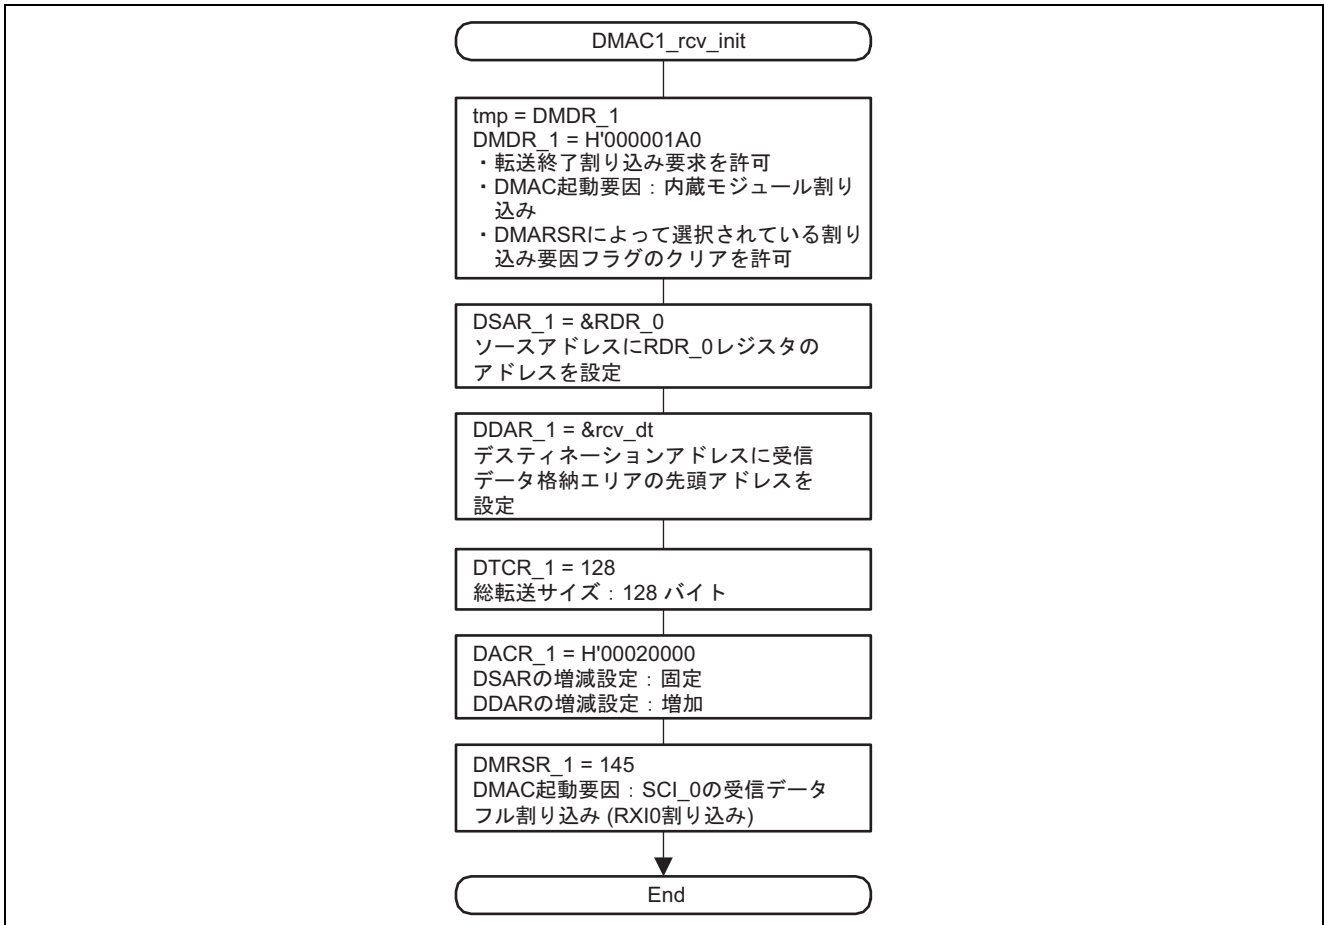 DMAC1_rcv_init
tmp = DMDR_1
DMDR_1 = H'000001A0
・転送終了割り込み要求を許可
・DMAC起動要因：内蔵モジュール割り
込み
・DMARSRによって選択されている割り
込み要因フラグのクリアを許可
DSAR_1 = &RDR_0
ソースアドレスにRDR_0レジスタの
アドレスを設定
DDAR_1 = &rcv_dt
デスティネーションアドレスに受信
データ格納エリアの先頭アドレスを
設定
DTCR_1 = 128
総転送サイズ：128 バイト
DACR_1 = H'00020000
DSARの増減設定：固定
DDARの増減設定：増加
DMRSR_1 = 145
DMAC起動要因：SCI_0の受信データ
フル割り込み (RXI0割り込み)
End